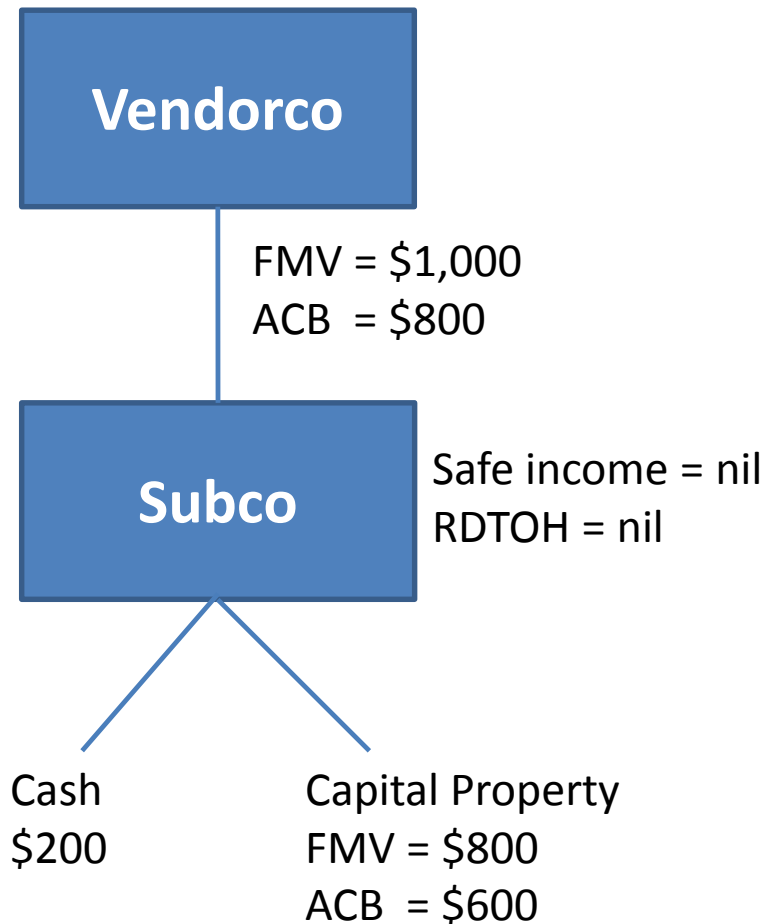 Vendorco
FMV = $1,000
ACB = $800
Subco
Safe income = nil
RDTOH = nil
Cash
$200
Capital Property
FMV = $800
ACB = $600